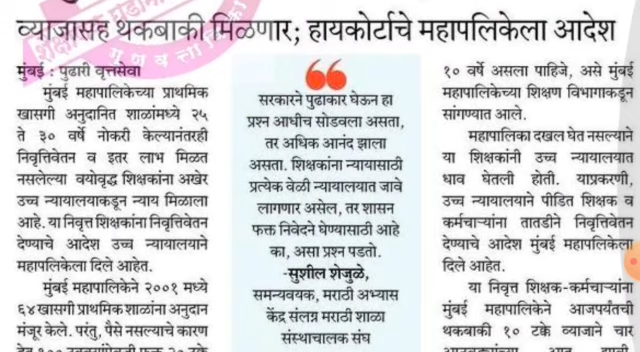 व्याजासह थकबाकी मिळणार; हायकोर्टाचे महापालिकेला आदेश
मुंबई : पुढारी वृत्तसेवा
मुंबई महापालिकेच्या प्राथमिक
खासगी अनुदानित शाळांमध्ये २५
ते ३० वर्षे नोकरी केल्यानंतरही
निवृत्तिवेतन व इतर लाभ मिळत
नसलेल्या वयोवृद्ध शिक्षकांना अखेर
उच्च न्यायालयाकडून न्याय मिळाला
आहे. या निवृत्त शिक्षकांना निवृत्तिवेतन
देण्याचे आदेश उच्च न्यायालयाने
महापालिकेला दिले आहेत.
मुंबई महापालिकेने २००१ मध्ये
६४ खासगी प्राथमिक शाळांना अनुदान
मंजूर केले. परंतु, पैसे नसल्याचे कारण
सरकारने पुढाकार घेऊन हा
प्रश्न आधीच सोडवला असता,
तर अधिक आनंद झाला
असता. शिक्षकांना न्यायासाठी
प्रत्येक वेळी न्यायालयात जावे
लागणार असेल, तर शासन
फक्त निवेदने घेण्यासाठी आहे
का, असा प्रश्न पडतो.
-सुशील शेजुळे,
समन्वयक, मराठी अभ्यास
केंद्र संलग्न मराठी शाळा
संस्थाचालक संघ
१० वर्षे असला पाहिजे, असे मुंबई
महापालिकेच्या शिक्षण विभागाकडून
सांगण्यात आले.
महापालिका दखल घेत नसल्याने
या शिक्षकांनी उच्च न्यायालयात
धाव घेतली होती. याप्रकरणी,
उच्च न्यायालयाने पीडित शिक्षक व
कर्मचाऱ्यांना तातडीने निवृत्तिवेतन
देण्याचे आदेश मुंबई महापालिकेला
दिले आहेत.
या निवृत्त शिक्षक-कर्मचाऱ्यांना
मुंबई महापालिकेने आजपर्यंतची
थकबाकी १० टक्के व्याजाने चार